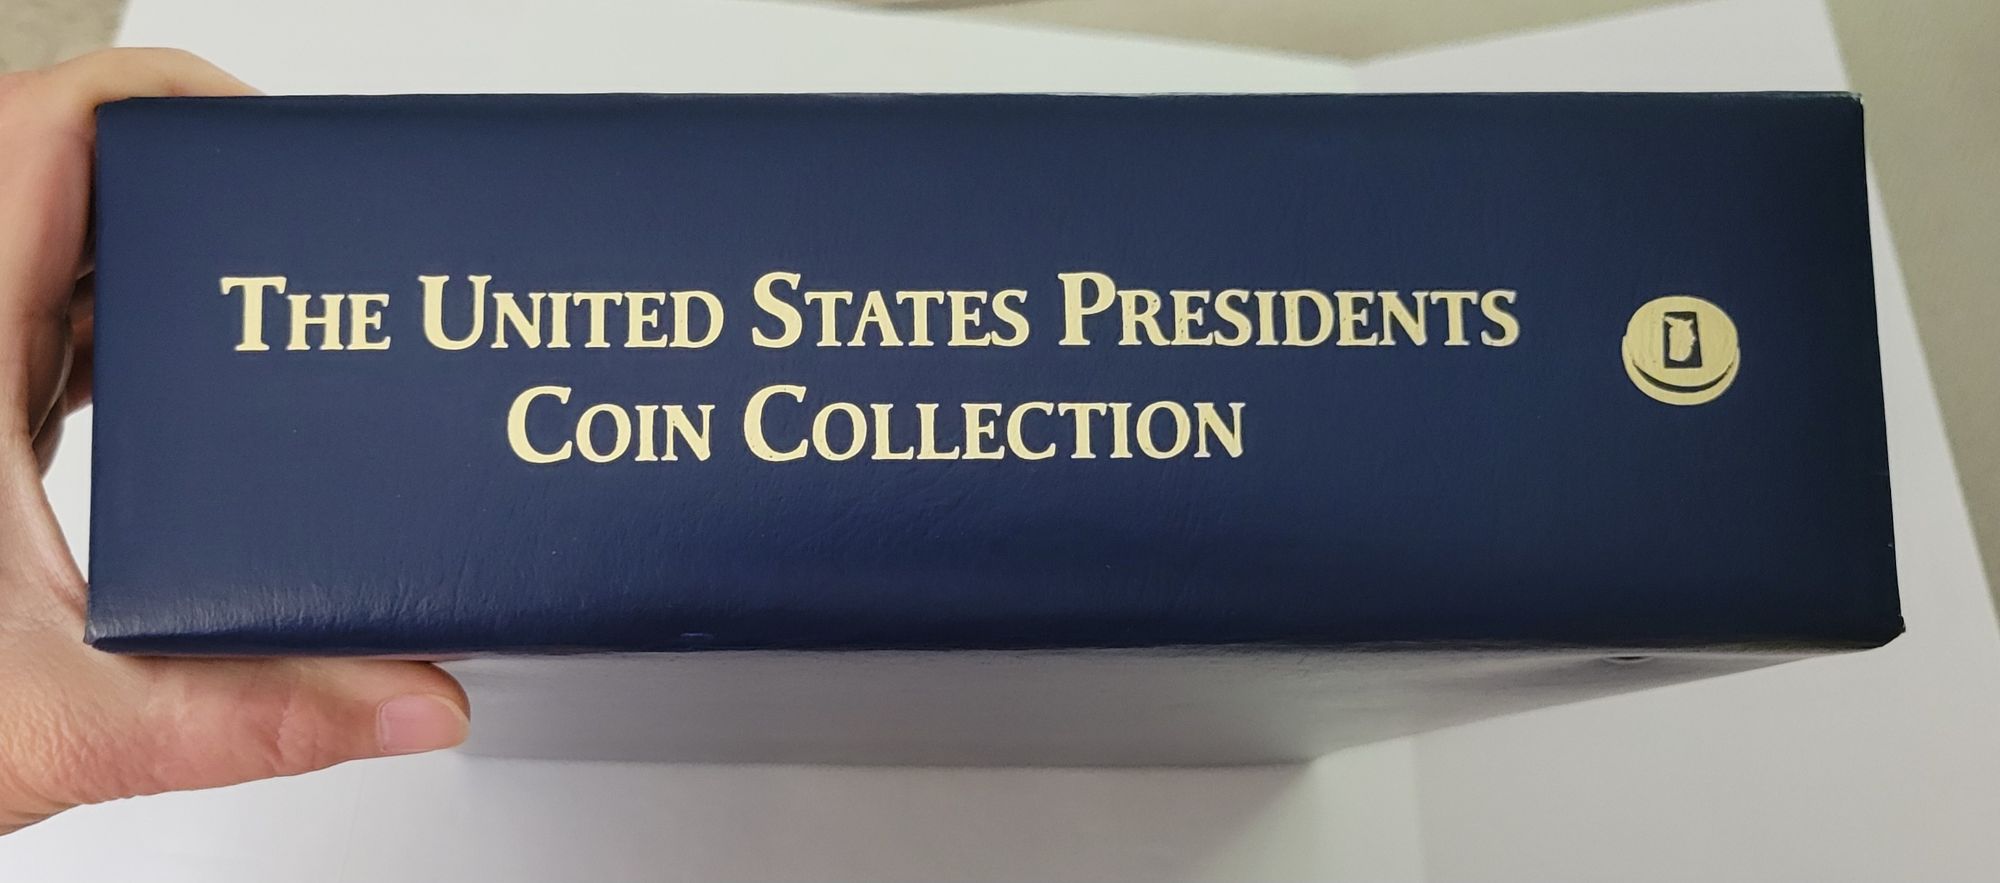 THE UNITED STATES PRESIDENTS
COIN COLLECTION